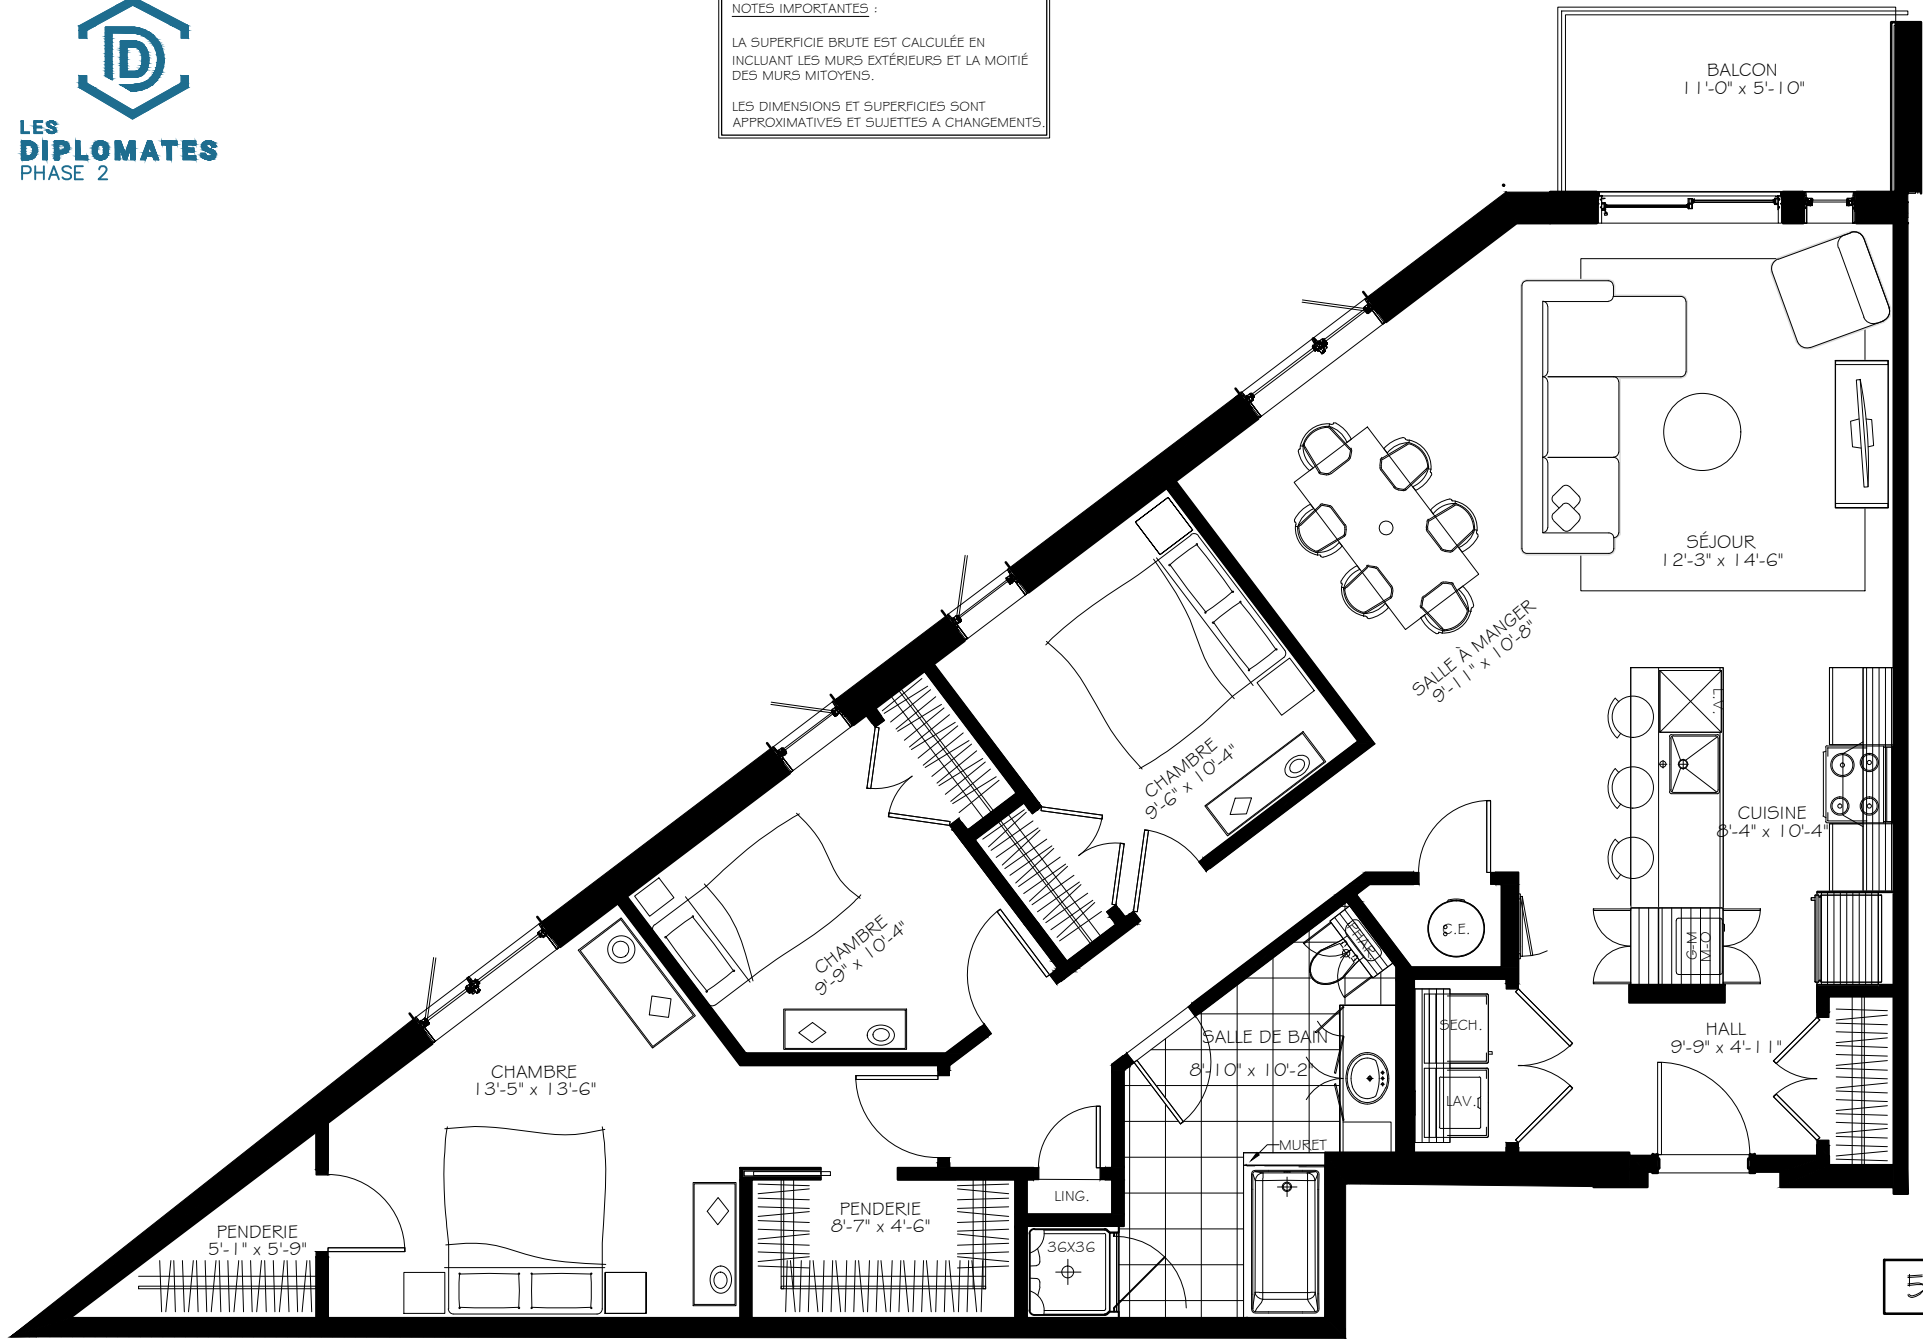 LES
DIPLOMATES
PHASE 2
NOTES IMPORTANTES :
LA SUPERFICIE BRUTE EST CALCULÉE EN
INCLUANT LES MURS EXTÉRIEURS ET LA MOITIÉ
DES MURS MITOYENS.
LES DIMENSIONS ET SUPERFICIES SONT
APPROXIMATIVES ET SUJETTES A CHANGEMENTS.
BALCON
11'-0" x 5'-10"
SÉJOUR
12'-3" x 14'-6"
SALLE À MANGER
9'-11" x 10'-8"
L.V.
CHAMBRE
9'-6" x 10'-4"
CUISINE
8'-4" x 10'-4"
CHAMBRE
9'-9" x 10'-4"
C.E.
PHAR.
G-M
M-O
SECH.
SALLE DE BAIN
8'-10" x 10'-2"
HALL
9'-9" x 4'-11"
CHAMBRE
13'-5" x 13'-6"
LAV.
MURET
LING.
PENDERIE
8'-7" x 4'-6"
PENDERIE
5'-1" x 5'-9"
36X36
5